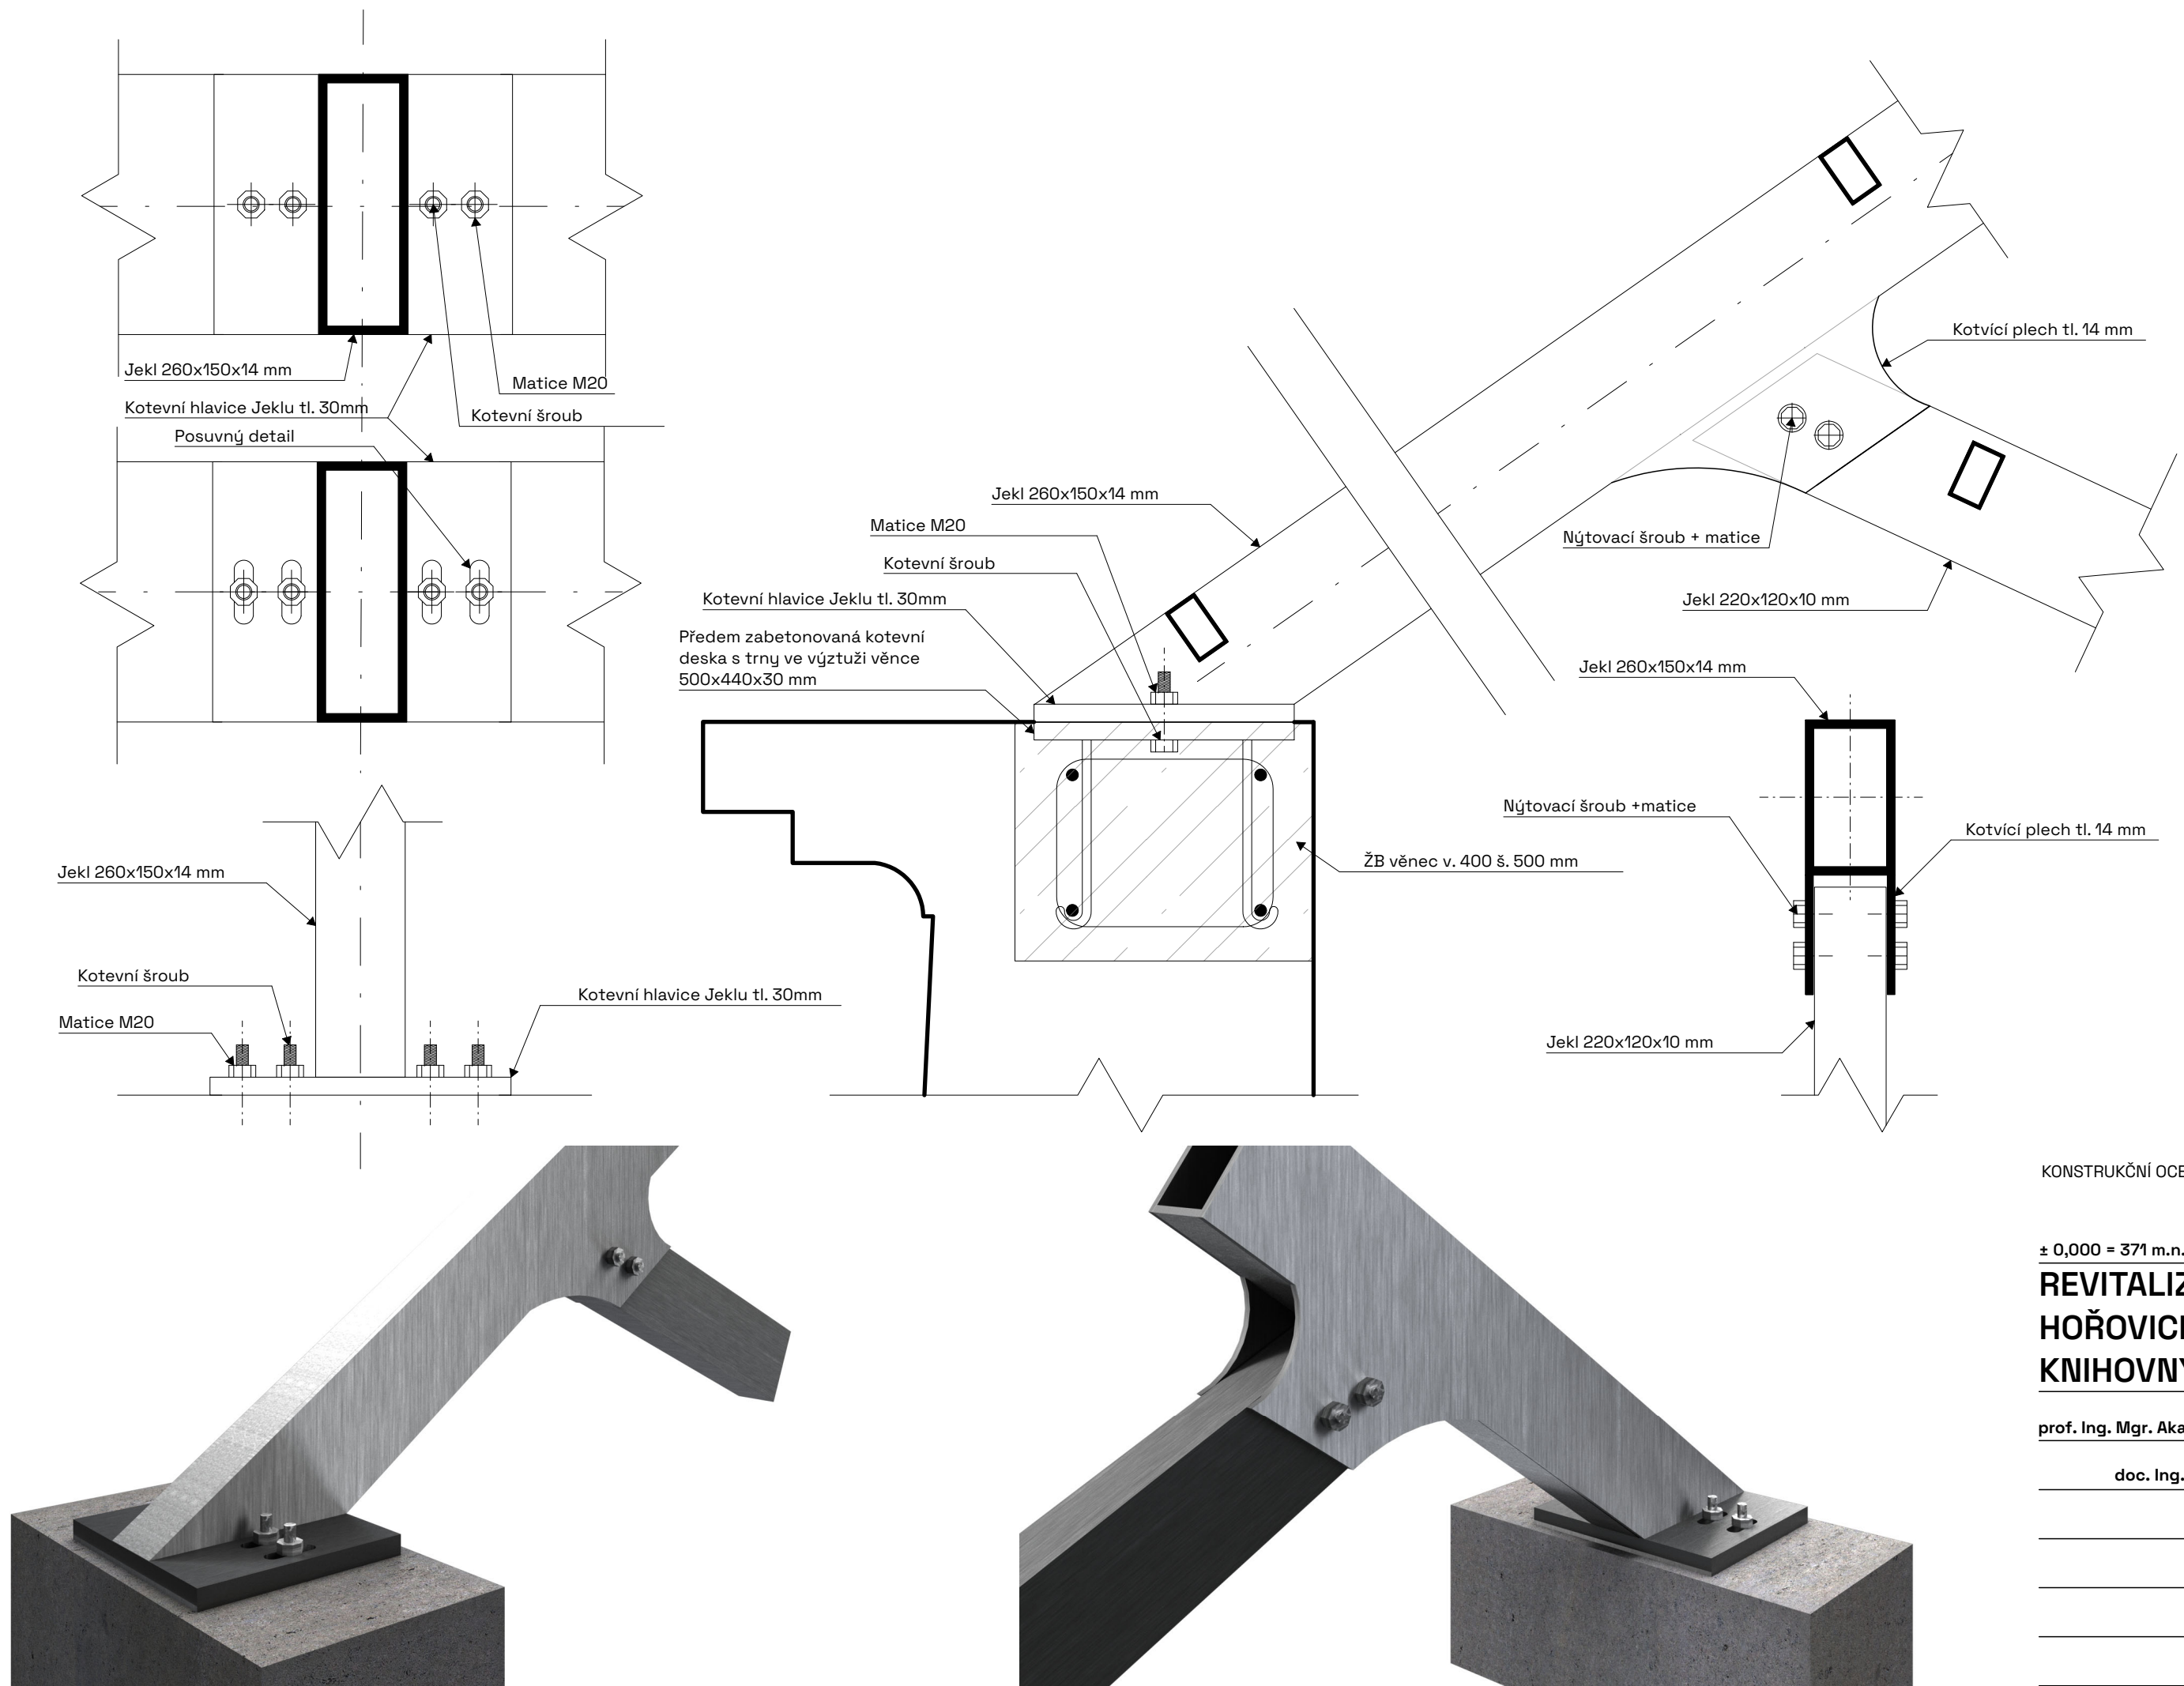 Jekl 260x150x14 mm
Matice M20
Kotevní hlavice Jeklu tl. 30mm
Kotevní šroub
Posuvný detail
Jekl 260x150x14 mm
Kotevní šroub
Matice M20
Kotevní hlavice Jeklu tl. 30mm
Jekl 260x150x14 mm
Matice M20
Kotevní šroub
Kotevní hlavice Jeklu tl. 30mm
Předem zabetonovaná kotevní
deska s trny ve výztuži věnce
500x440x30 mm
ŽB věnec v. 400 š. 500 mm
Kotvící plech tl. 14 mm
Nýtovací šroub + matice
Jekl 220x120x10 mm
Jekl 260x150x14 mm
Nýtovací šroub +matice
Kotvící plech tl. 14 mm
Jekl 220x120x10 mm
KONSTRUKČNÍ
± 0,000 = 371 m.n.
REVITALIZ
HOŘOVIC
KNIHOVN
prof. Ing. Mgr. Aka
doc. Ing.